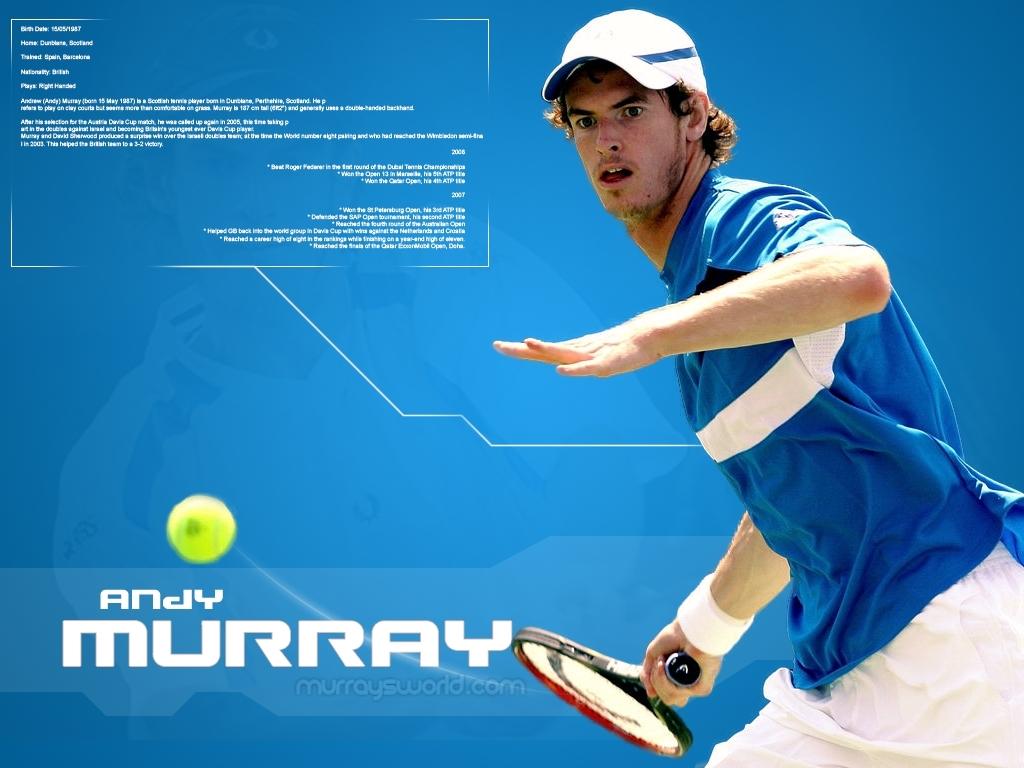 Birth Date: 15/05/1987
Home: Dunblane, Scotland
Trained: Spain, Barcelona
Nationality: British
Plays: Right Handed
Andrew (Andy) Murray (born 15 May 1987) is a Scottish tennis player born in Dunblane, Perthshire, Scotland. He p
refers to play on clay courts but seems more than comfortable on grass. Murray is 187 cm tall (6ft2") and generally uses a double-handed backhand.
After his selection for the Austria Davis Cup match, he was called up again in 2005, this time taking p
art in the doubles against Israel and becoming Britain's youngest ever Davis Cup player.
Murray and David Sherwood produced a surprise win over the Israeli doubles team; at the time the World number eight pairing and who had reached the Wimbledon semi-fina
l in 2003. This helped the British team to a 3-2 victory.
2008
* Beat Roger Federer in the first round of the Dubai Tennis Championships
* Won the Open 13 in Marseille, his 5th ATP title
* Won the Qatar Open, his 4th ATP title
2007
* Won the St Petersburg Open, his 3rd ATP title
* Defended the SAP Open tournament, his second ATP title
* Reached the fourth round of the Australian Open
* Helped GB back into the world group in Davis Cup with wins against the Netherlands and Croatia
* Reached a career high of eight in the rankings while finishing on a year-end high of eleven.
* Reached the finals of the Qatar ExxonMobil Open, Doha.
ANdY
MURRAY
murraysworld.com